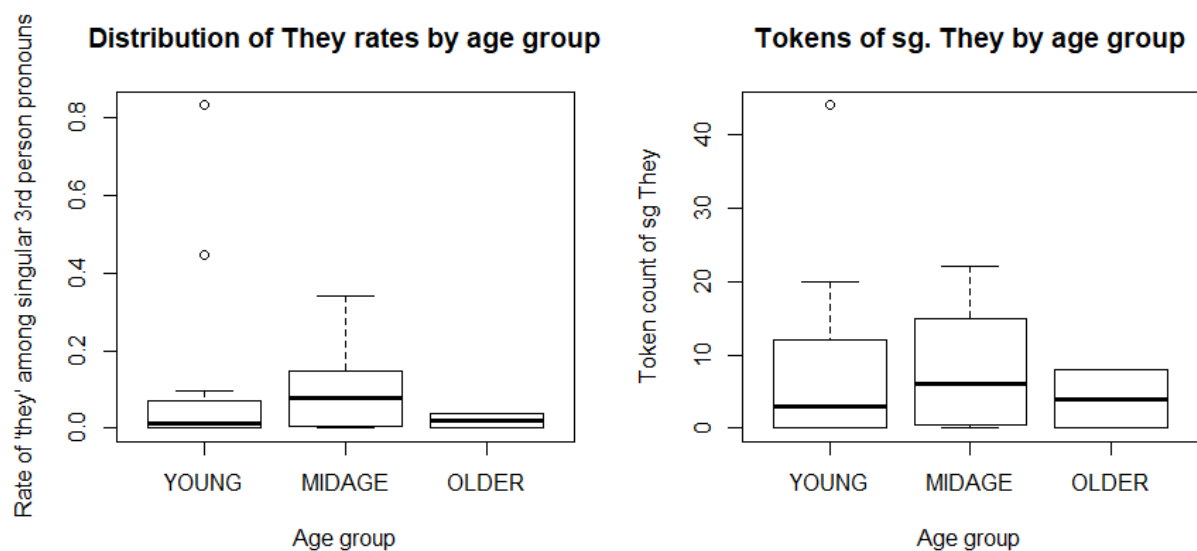 Distribution of They rates by age group
Rate of 'they' among singular 3rd person pronouns
0.8
0.6
0.4
0.2
0.0
YOUNG MIDAGE OLDER
Age group
Tokens of sg. They by age group
Token count of sg They
40
30
20
10
0
YOUNG MIDAGE OLDER
Age group